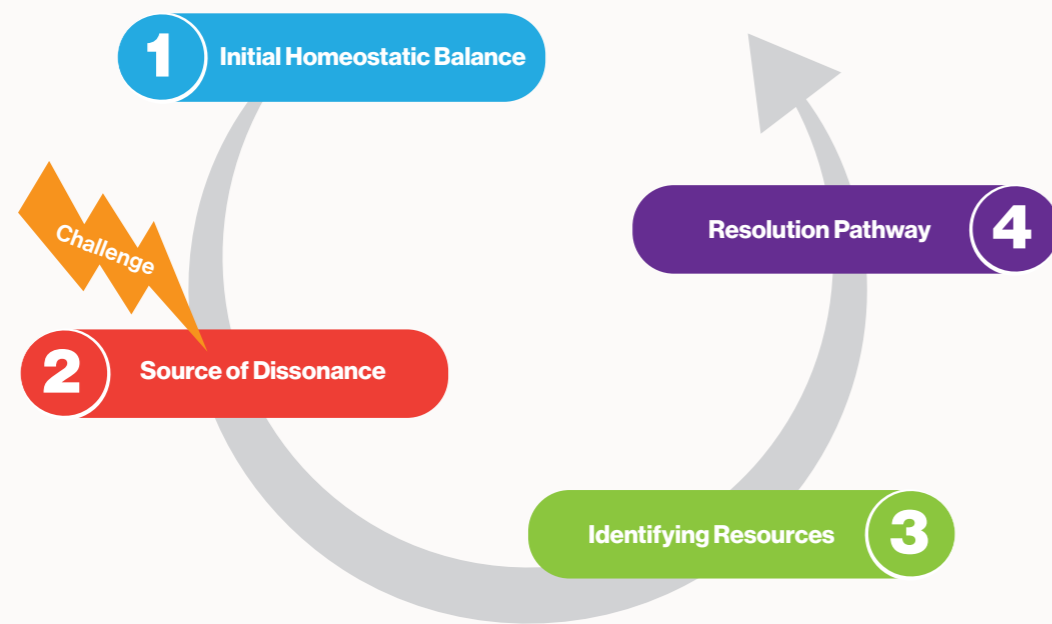 1 Initial Homeostatic Balance
Challenge
2 Source of Dissonance
Resolution Pathway 4
Identifying Resources 3